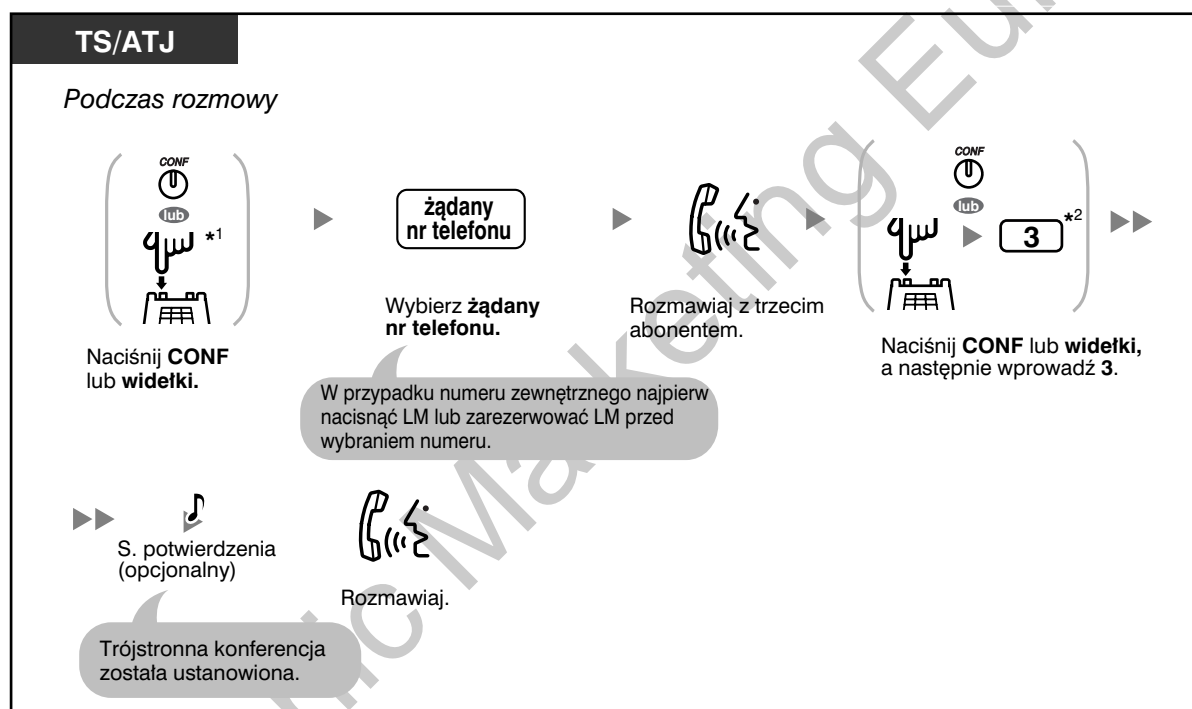 TS/ATJ
Podczas rozmowy
CONF
lub
*1
żądany
nr telefonu
CONF
lub
3
*2
Naciśnij CONF
lub widełki.
Wybierz żądany
nr telefonu.
Rozmawiaj z trzecim
abonentem.
Naciśnij CONF lub widełki,
a następnie wprowadź 3.
W przypadku numeru zewnętrznego najpierw
nacisnąć LM lub zarezerwować LM przed
wybraniem numeru.
S. potwierdzenia
(opcjonalny)
Rozmawiaj.
Trójstronna konferencja
została ustanowiona.